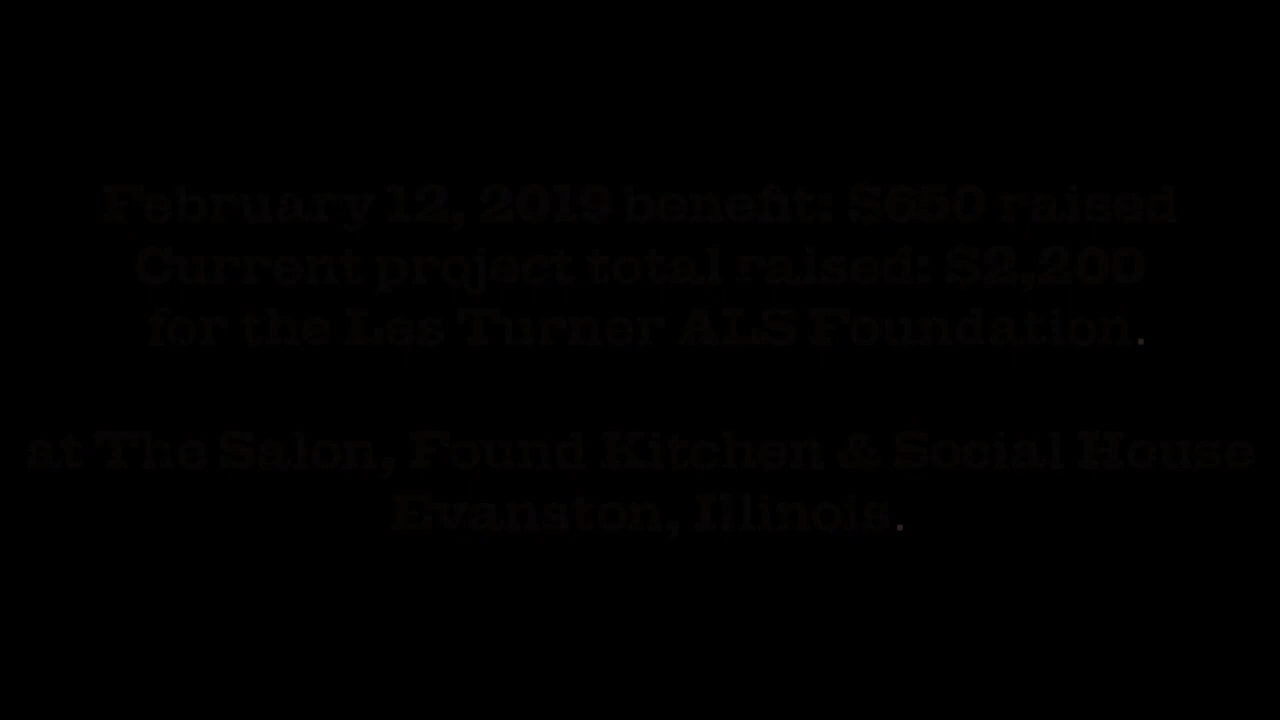 February 12, 2019 benefit: $650 raised
Current project total raised: $2,200
for the Les Turner ALS Foundation.
at The Salon, Found Kitchen & Social House
Evanston, Illinois.